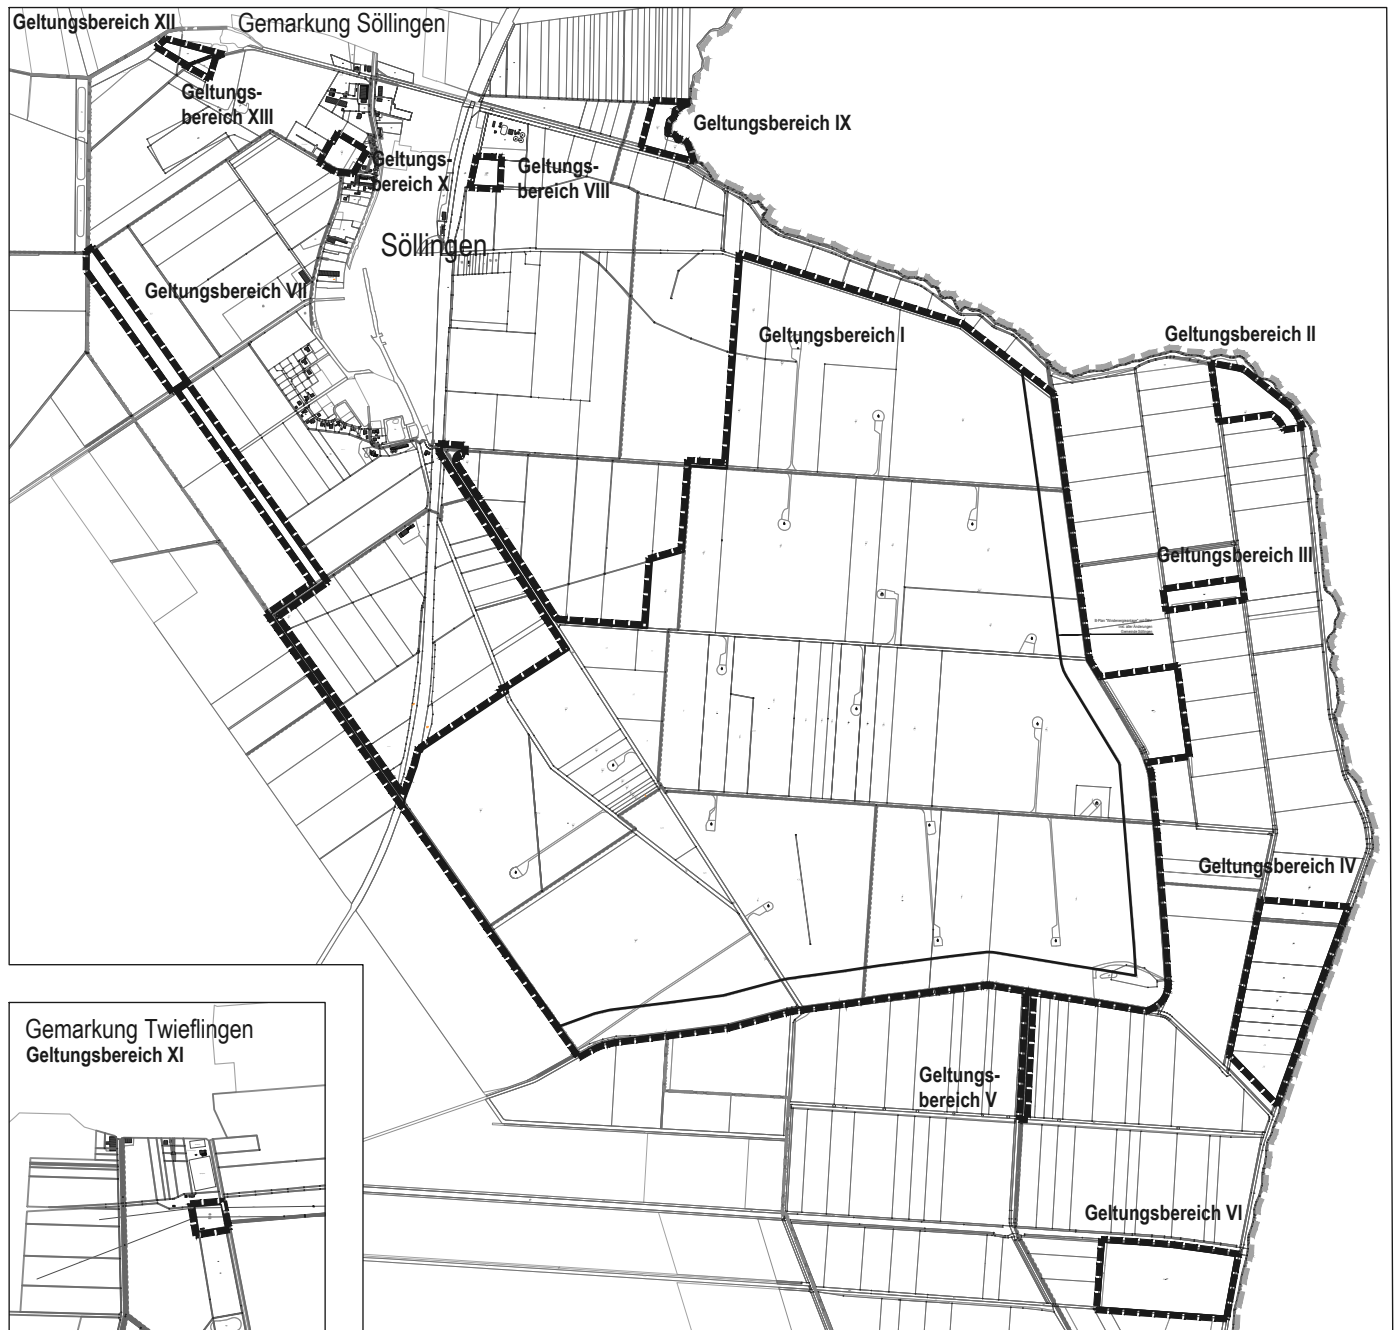 Geltungsbereich XII
Gemarkung Söllingen
Geltungs-
bereich XIII
Geltungsbereich IX
Geltungs-
bereich X
Geltungs-
bereich VIII
Söllingen
Geltungsbereich VII
Geltungsbereich I
Geltungsbereich II
Geltungsbereich III
Geltungsbereich IV
Gemarkung Twieflingen
Geltungsbereich XI
Geltungs-
bereich V
Geltungsbereich VI